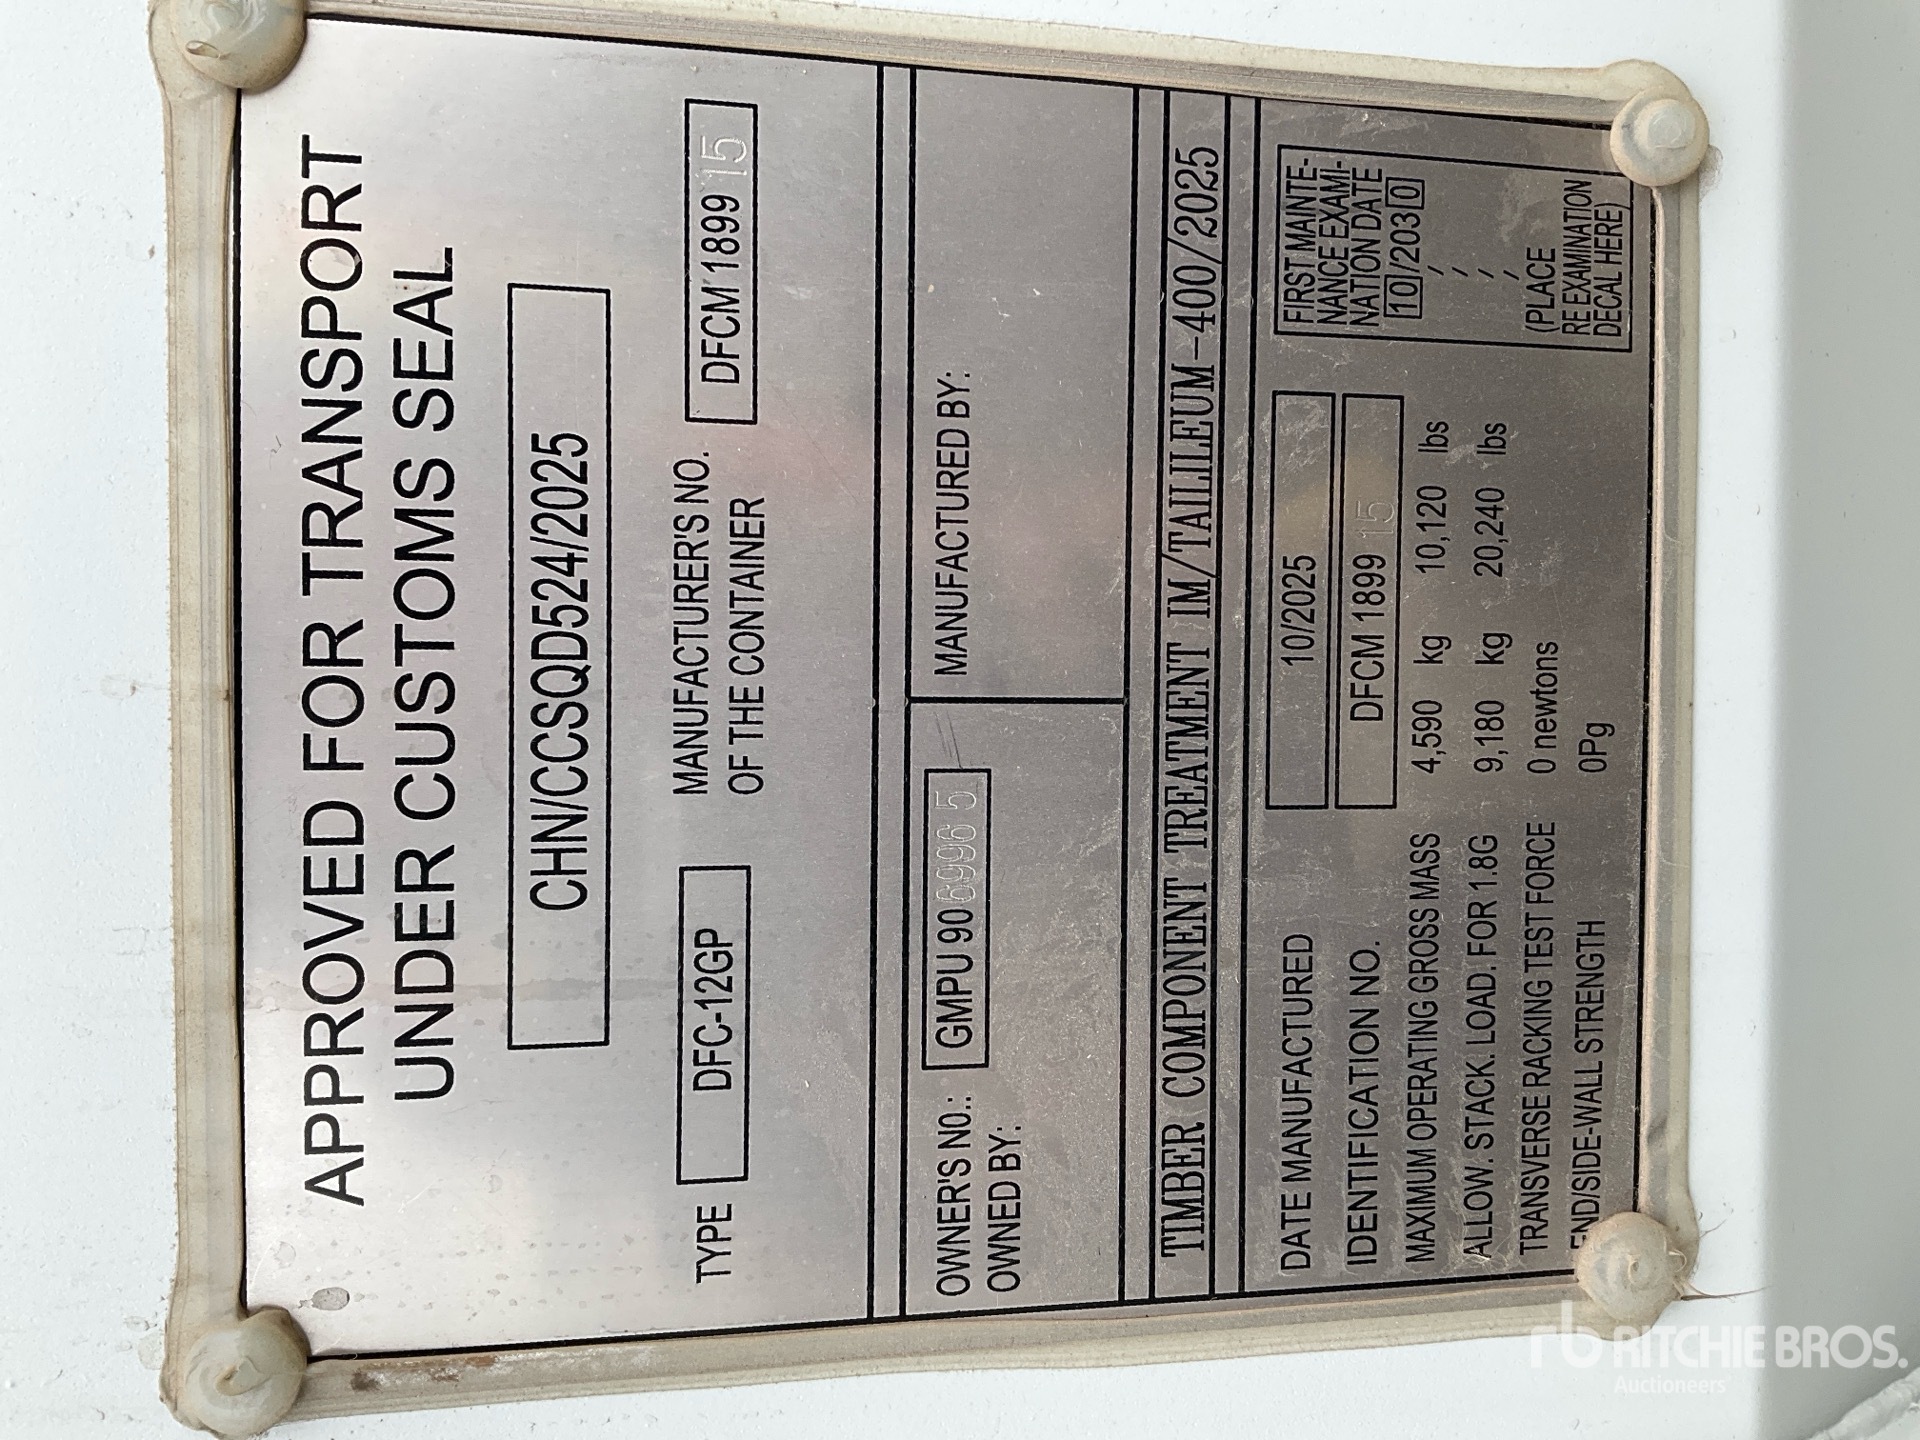 APPROVED FOR TRANSPORT
UNDER CUSTOMS SEAL
CHN/CCSQD524/2025
TYPE DFC-12GP MANUFACTURER'S NO. OF THE CONTAINER DFCM 1899 15
OWNER'S NO.: GMPU 90 6996 5
OWNED BY:
MANUFACTURED BY:
TIMBER COMPONENT TREATMENT IM/TAILILEUM-400/2025
DATE MANUFACTURED 10/2025
IDENTIFICATION NO. DFCM 1899 15
MAXIMUM OPERATING GROSS MASS 4,590 kg 10,120 lbs
ALLOW. STACK. LOAD. FOR 1.8G 9,180 kg 20,240 lbs
TRANSVERSE RACKING TEST FORCE 0 newtons
END/SIDE-WALL STRENGTH 0Pg
FIRST MAINTE-
NANCE EXAMI-
NATION DATE
10/2030
(PLACE
RE EXAMINATION
DECAL HERE)
rb RITCHIE BROS.
Auctioneers